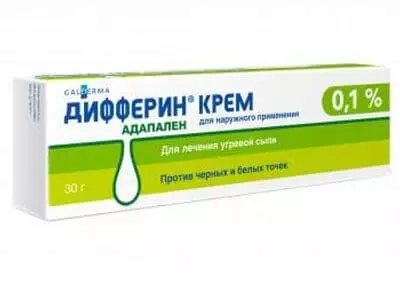 GALDERMA
ДИФФЕРИН® КРЕМ
АДАПАЛЕН
для наружного применения
0,1 %
Для лечения угревой сыпи
30 г
Против черных и белых точек